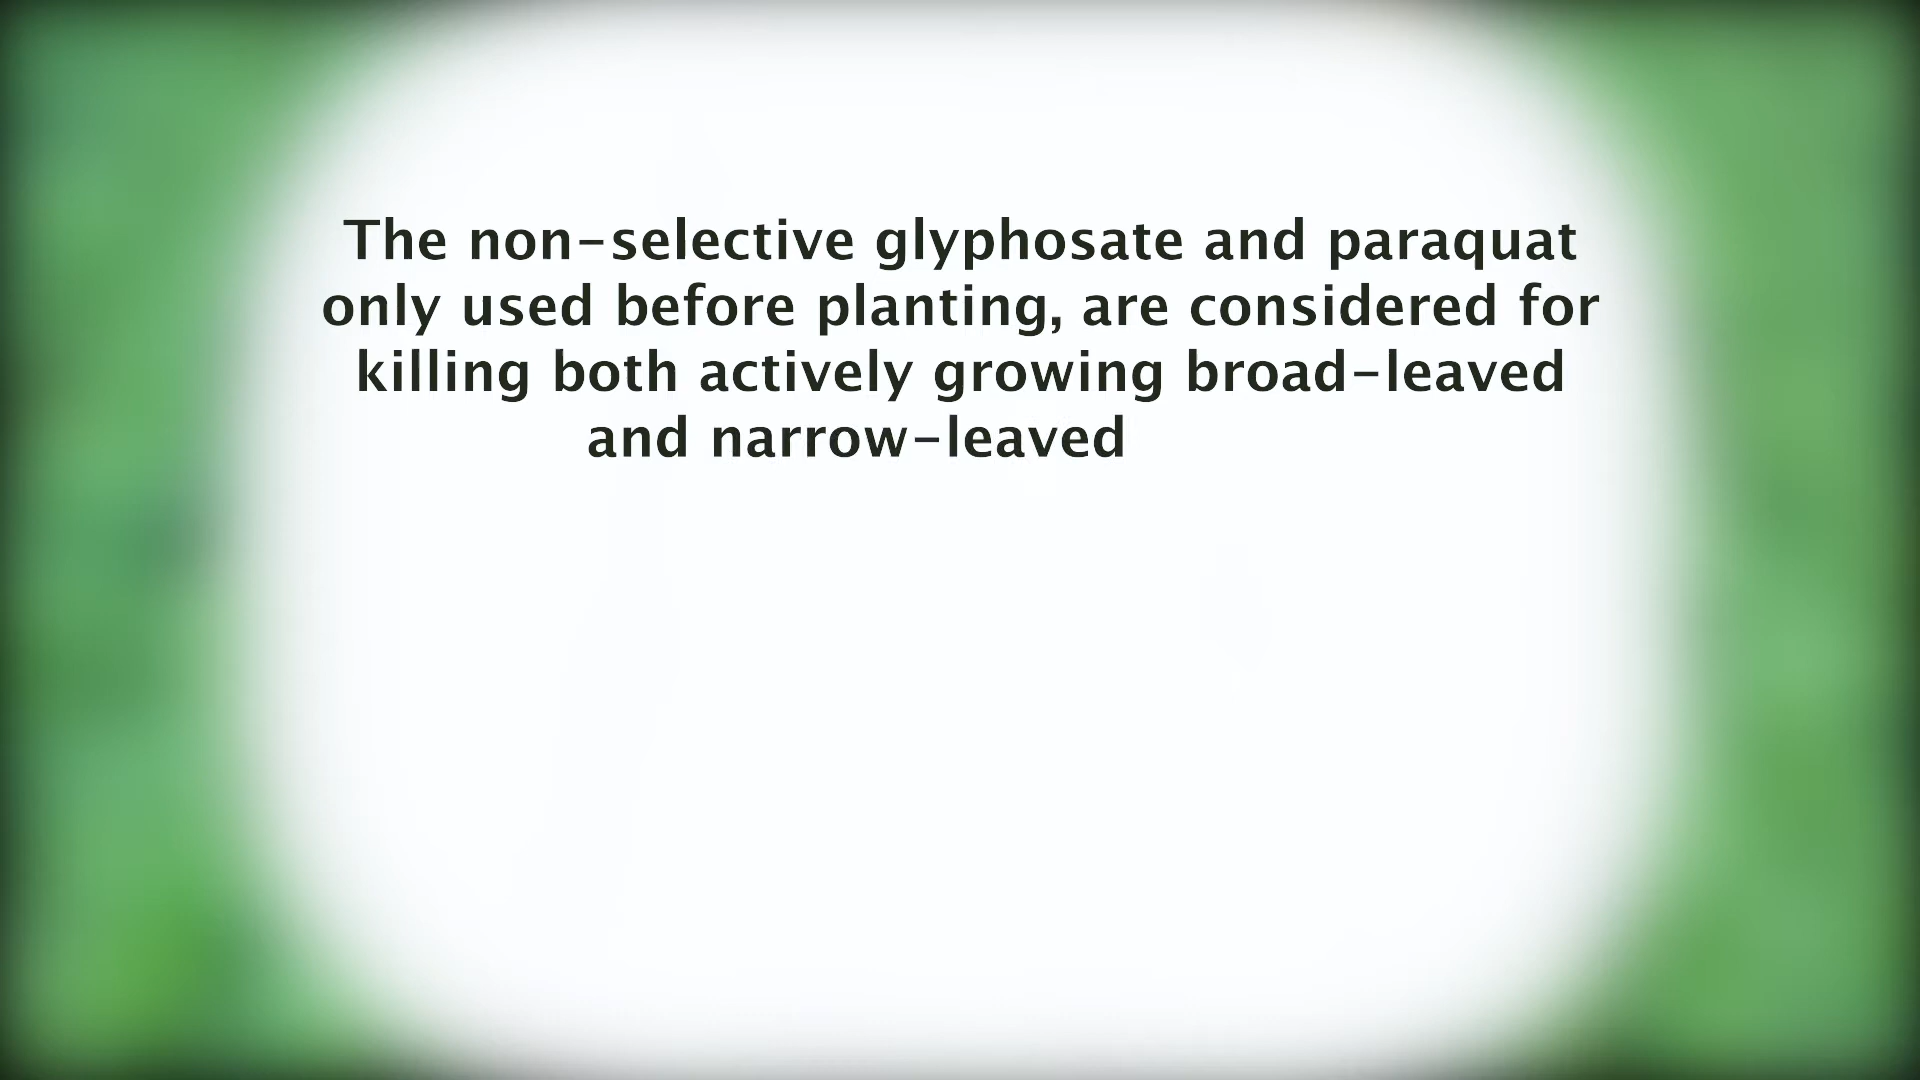 The non-selective glyphosate and paraquat
only used before planting, are considered for
killing both actively growing broad-leaved
and narrow-leaved